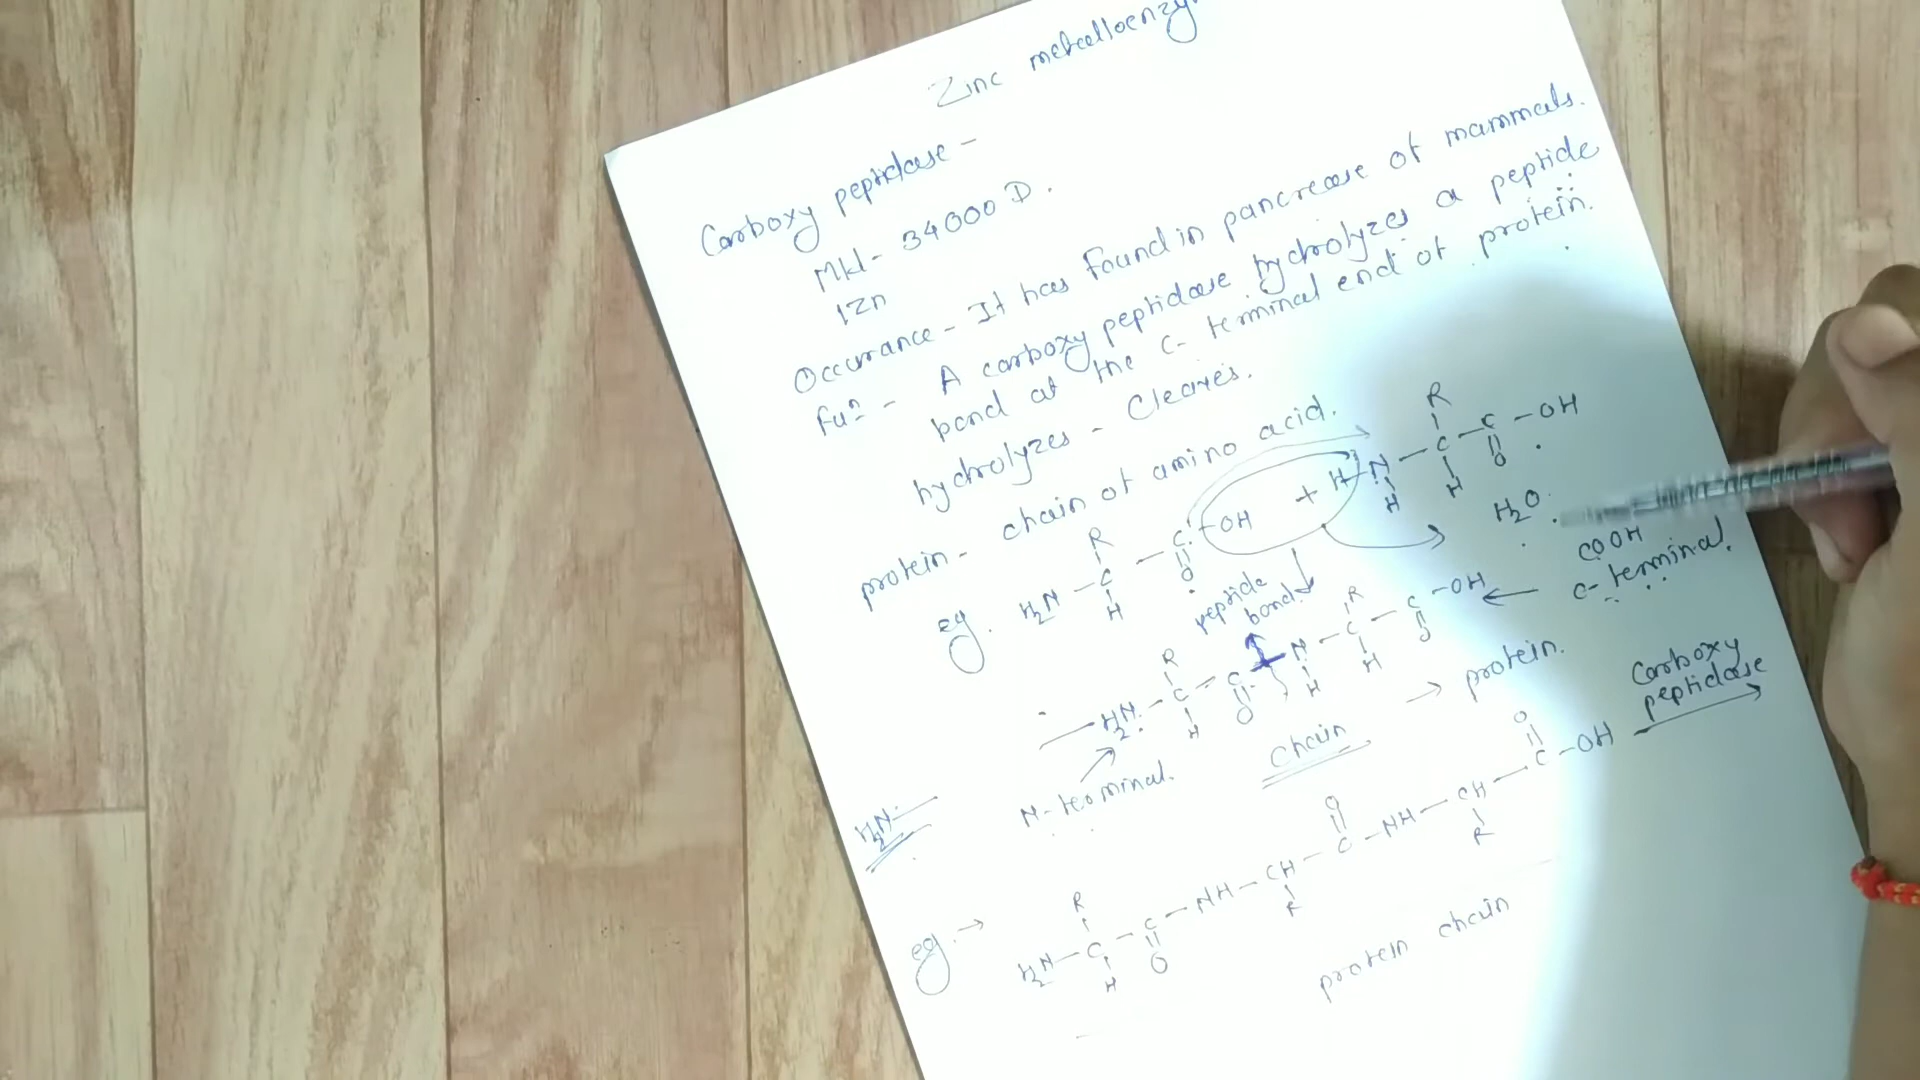 Zinc metalloenzy
Carboxy peptidase -
MW- 34000 D.
1Zn
Occurance - It has found in pancrease of mammals.
Fun - A carboxy peptidase hydrolyzes a peptide
bond at the C- terminal end of protein.
hydrolyzes - Cleaves.
protein - chain of amino acid.
eg. H2N - C - C - OH + H - N - C - C - OH
R H O H R H O
H2O
peptide
bond
COOH
C- terminal.
H2N - C - C - N - C - C - OH
R H O H R H O
N- terminal.
chain → protein.
H2N-
Carboxy
peptidase
eg. → H2N - C - C - NH - CH - C - NH - CH - C - OH
R H O R O R O
protein chain